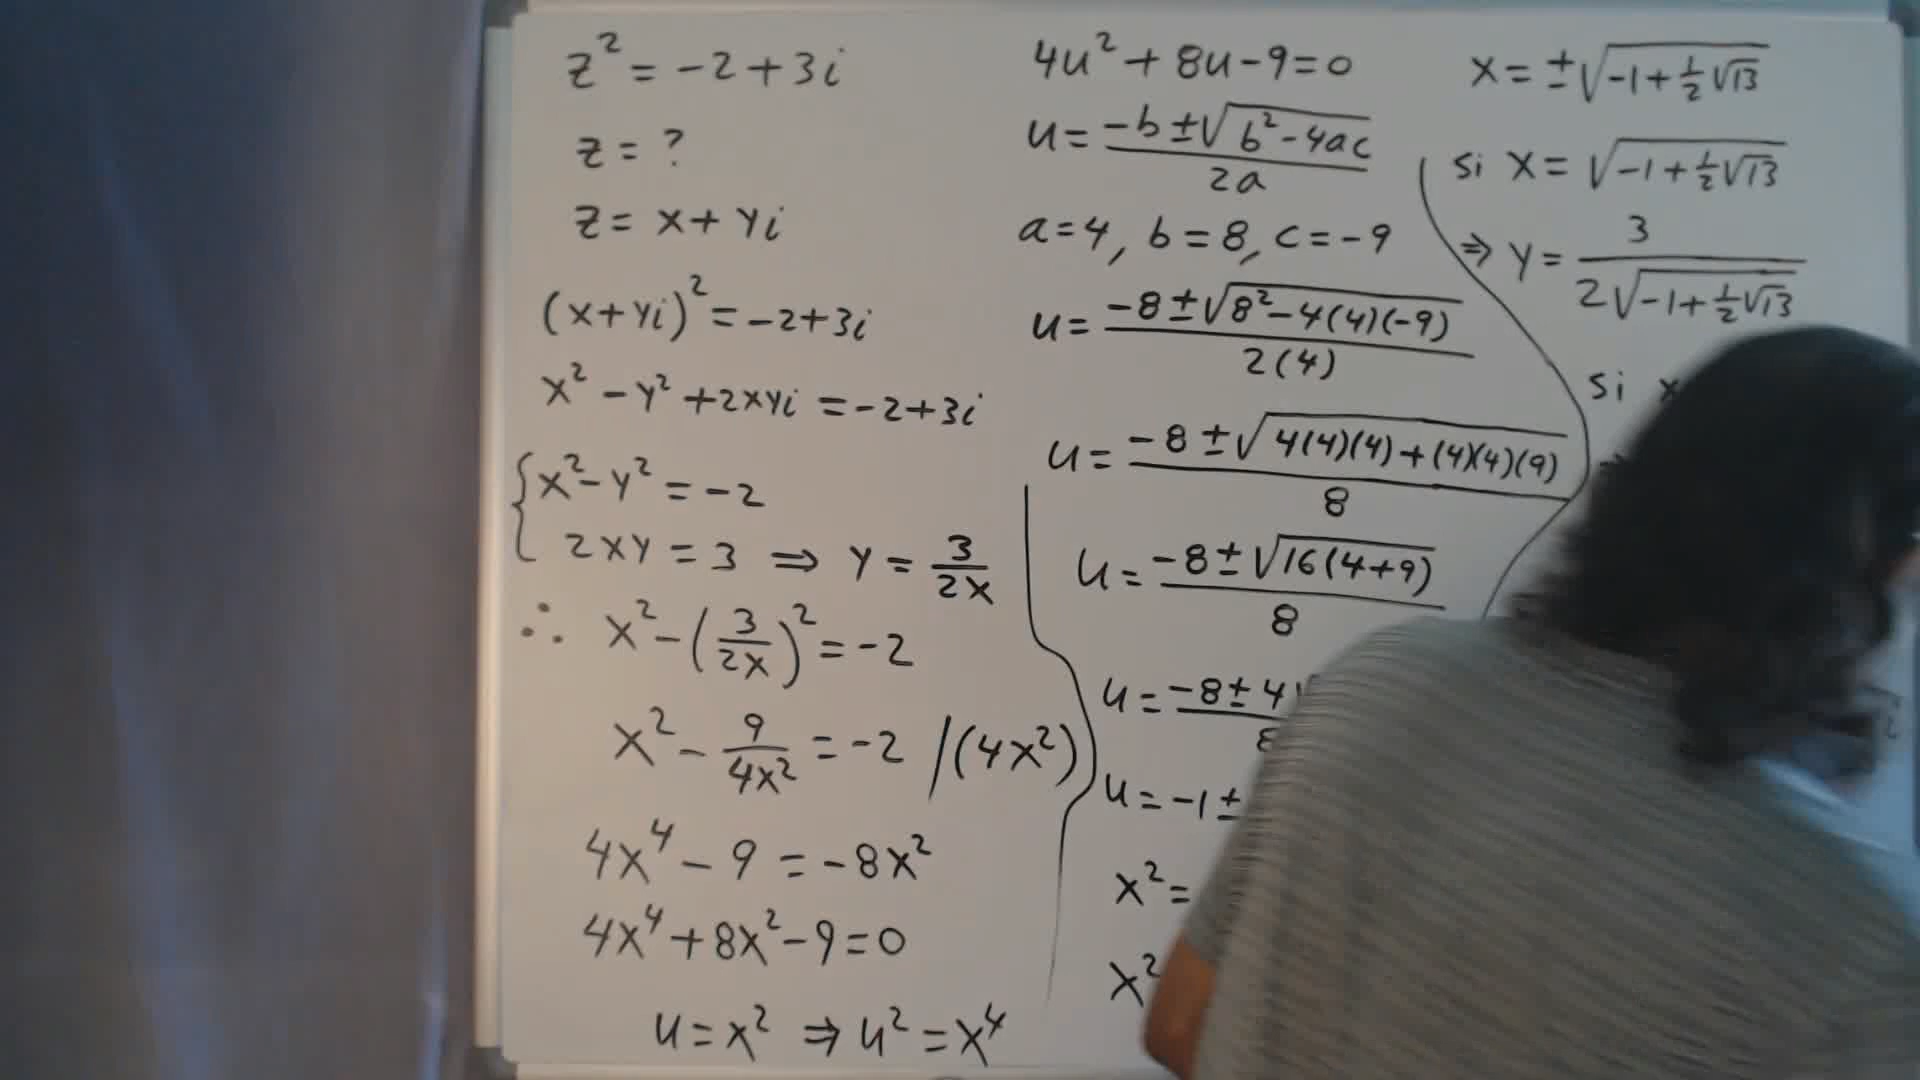 z² = -2 + 3i
z = ?
z = x + yi
(x+yi)² = -2+3i
x² - y² + 2xyi = -2+3i
x² - y² = -2
2xy = 3 ⇒ y = 3/(2x)
∴ x² - (3/(2x))² = -2
x² - 9/(4x²) = -2 /(4x²)
4x⁴ - 9 = -8x²
4x⁴ + 8x² - 9 = 0
u = x² ⇒ u² = x⁴
4u² + 8u - 9 = 0
u = (-b ± √(b² - 4ac))/(2a)
a = 4, b = 8, c = -9
u = (-8 ± √(8² - 4(4)(-9)))/(2(4))
u = (-8 ± √(4(4)(4) + (4)(4)(9)))/8
u = (-8 ± √(16(4+9)))/8
u = -8 ± 4
u = -1 ±
x² =
x²
x = ±√(-1 + ½√13)
si x = √(-1 + ½√13)
⇒ y = 3/(2√(-1 + ½√13))
si x